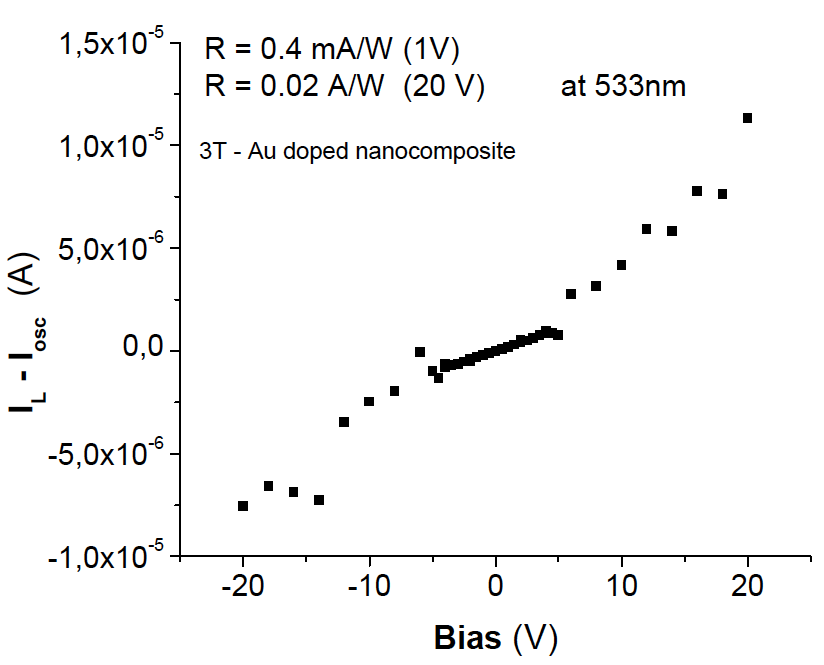 1,5x10⁻⁵
R = 0.4 mA/W (1V)
R = 0.02 A/W (20 V) at 533nm
1,0x10⁻⁵
3T - Au doped nanocomposite
5,0x10⁻⁶
0,0
-5,0x10⁻⁶
-1,0x10⁻⁵
I_L - I_osc (A)
-20 -10 0 10 20
Bias (V)